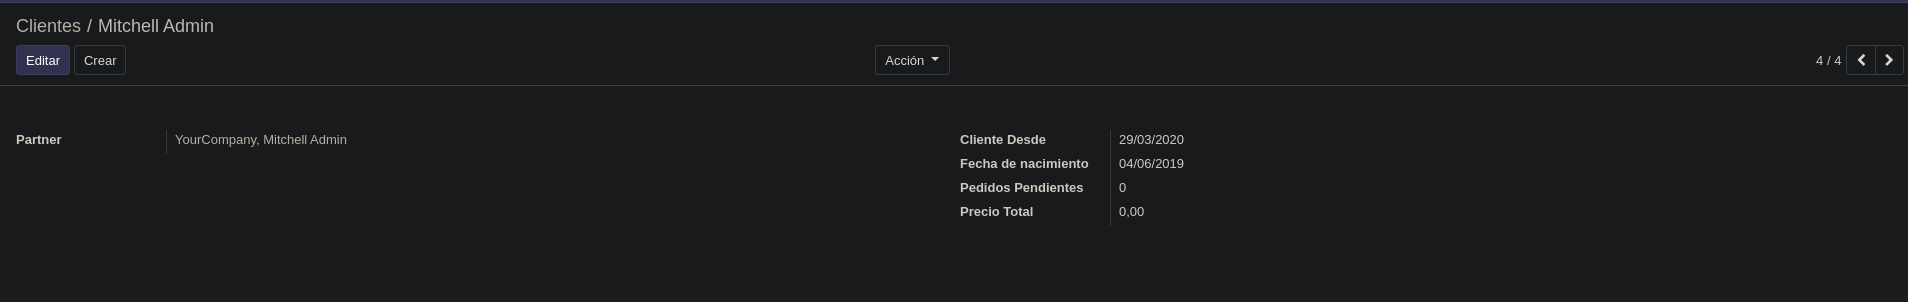 Clientes / Mitchell Admin
Editar Crear Acción 4 / 4
Partner YourCompany, Mitchell Admin Cliente Desde 29/03/2020
Fecha de nacimiento 04/06/2019
Pedidos Pendientes 0
Precio Total 0,00